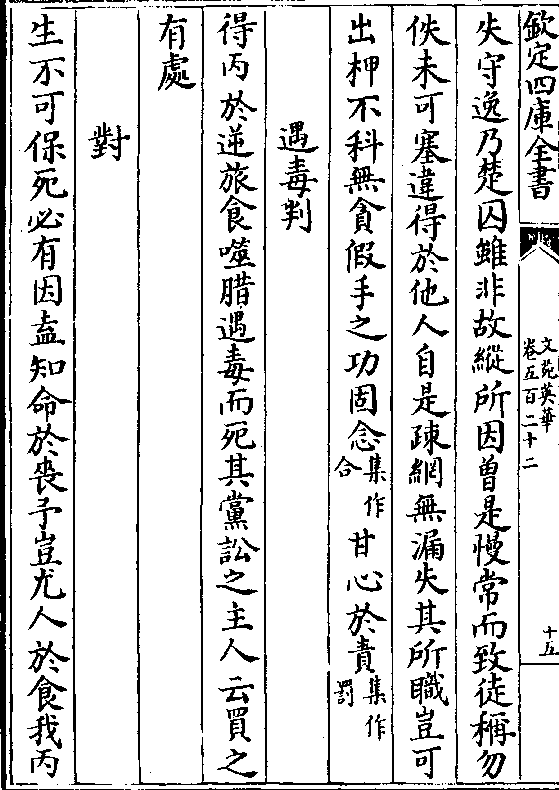 欽定四庫全書
文苑英華
卷五百二十二
十五
失守逸乃楚囚雖非故縱所因曽是慢常而致徒稱勿
佚未可塞違得於他人自是疎網無漏失其所職豈可
出柙不科無貪假手之功固念集作合甘心於責集作罰
遇毒判
得丙於逆旅食噬腊遇毒而死其黨訟之主人云買之
有處
對
生不可保死必有因盍知命於喪予豈尤人於食我丙